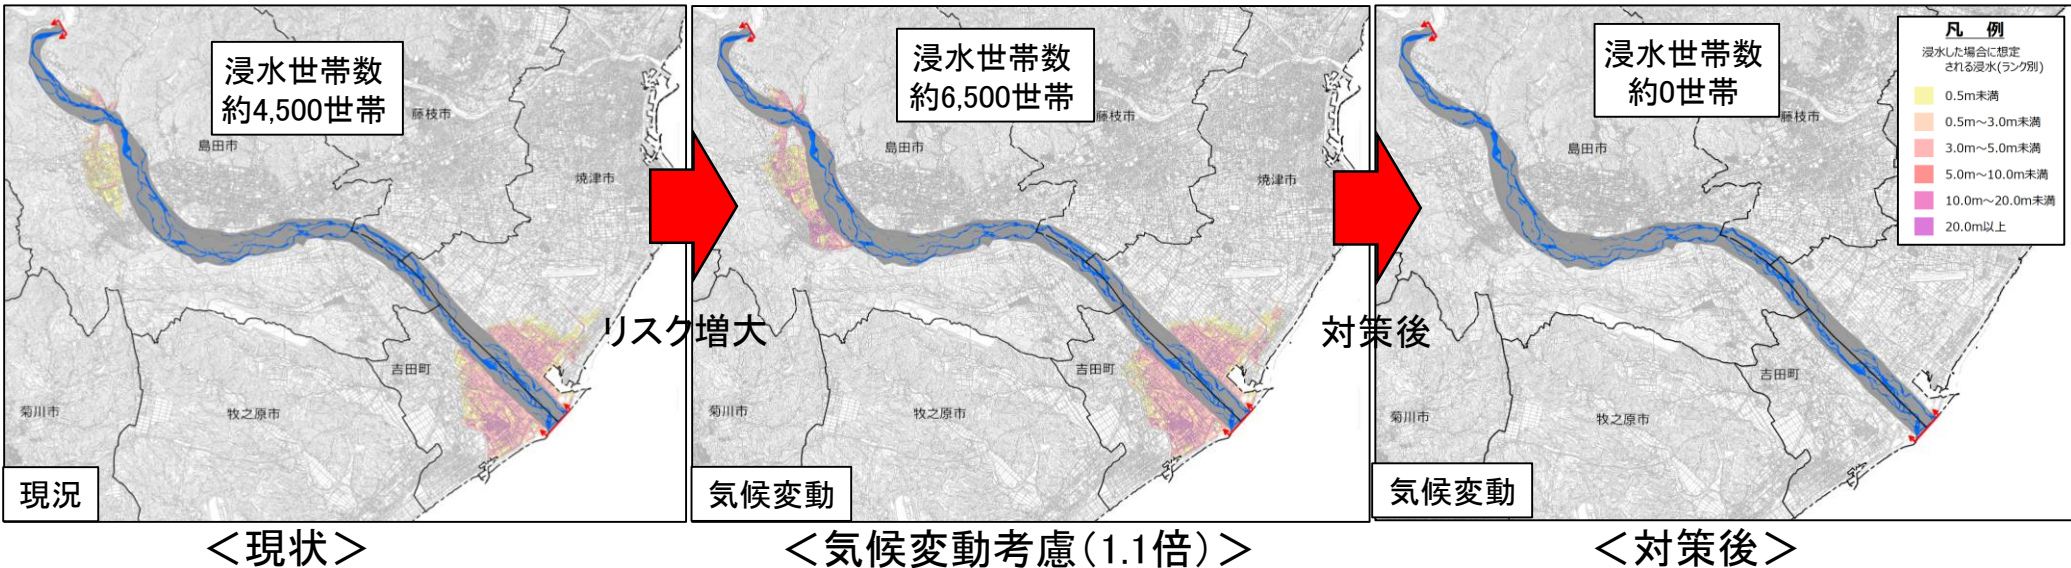 浸水世帯数
約4,500世帯
藤枝市
島田市
焼津市
吉田町
菊川市
牧之原市
現況
＜現状＞
リスク増大
浸水世帯数
約6,500世帯
藤枝市
島田市
焼津市
吉田町
菊川市
牧之原市
気候変動
＜気候変動考慮（1.1倍）＞
対策後
浸水世帯数
約0世帯
藤枝市
島田市
吉田町
菊川市
牧之原市
気候変動
＜対策後＞
凡　例
浸水した場合に想定
される浸水(ランク別)
0.5m未満
0.5m～3.0m未満
3.0m～5.0m未満
5.0m～10.0m未満
10.0m～20.0m未満
20.0m以上